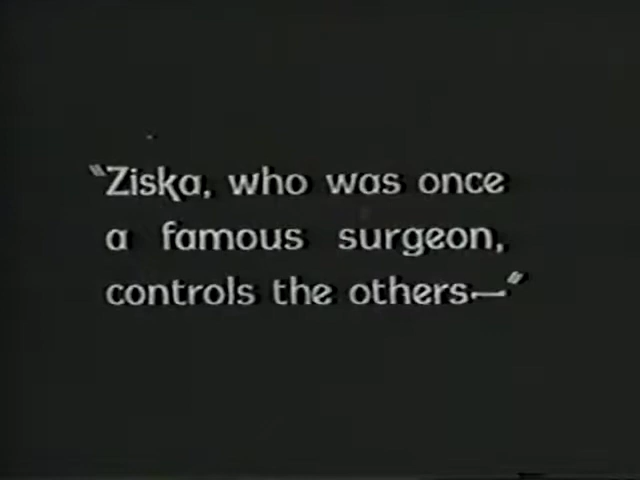 "Ziska, who was once
a famous surgeon,
controls the others—"